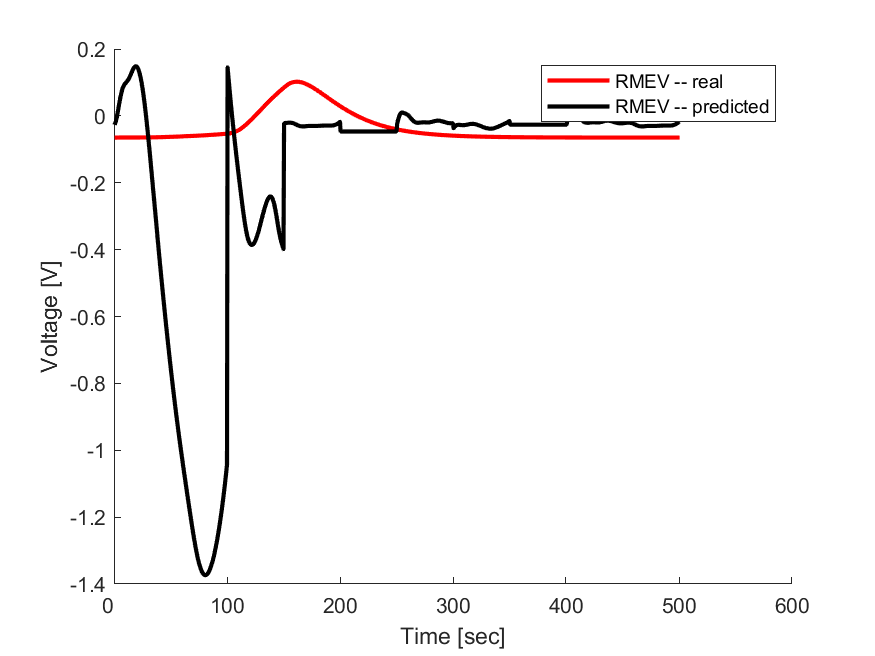 0.2
0
-0.2
-0.4
-0.6
-0.8
-1
-1.2
-1.4
Voltage [V]
RMEV -- real
RMEV -- predicted
0 100 200 300 400 500 600
Time [sec]